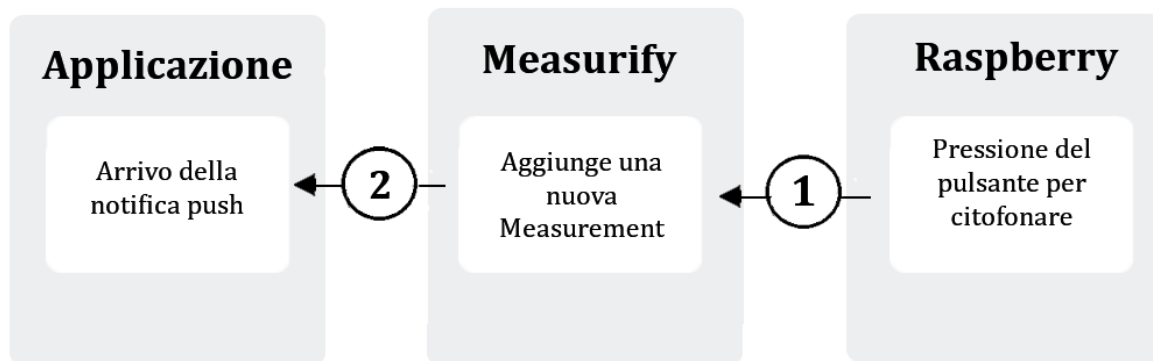 Applicazione
Arrivo della
notifica push
2
Measurify
Aggiunge una
nuova
Measurement
1
Raspberry
Pressione del
pulsante per
citofonare